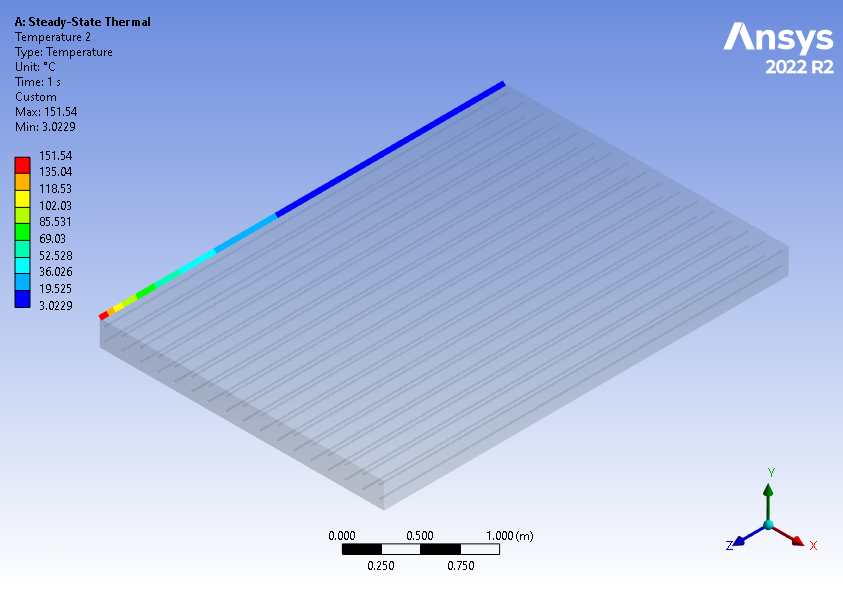 A: Steady-State Thermal
Temperature 2
Type: Temperature
Unit: °C
Time: 1 s
Custom
Max: 151.54
Min: 3.0229
151.54
135.04
118.53
102.03
85.531
69.03
52.528
36.026
19.525
3.0229
Ansys
2022 R2
0.000 0.500 1.000 (m)
0.250 0.750
Y
Z X